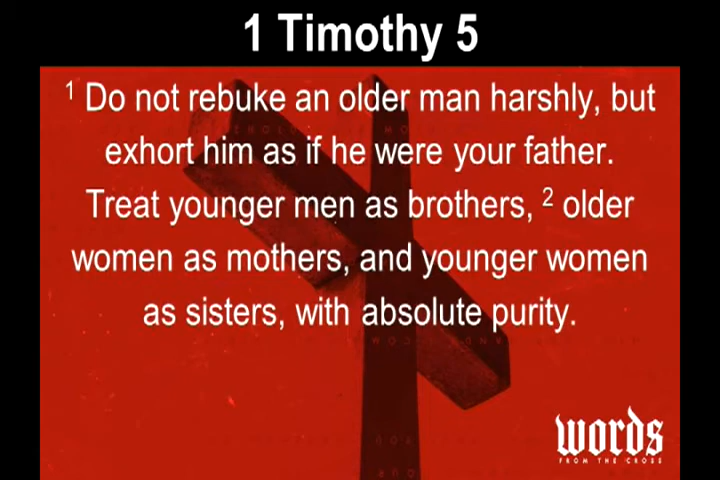 1 Timothy 5
1 Do not rebuke an older man harshly, but
exhort him as if he were your father.
Treat younger men as brothers, 2 older
women as mothers, and younger women
as sisters, with absolute purity.
words
FROM THE CROSS